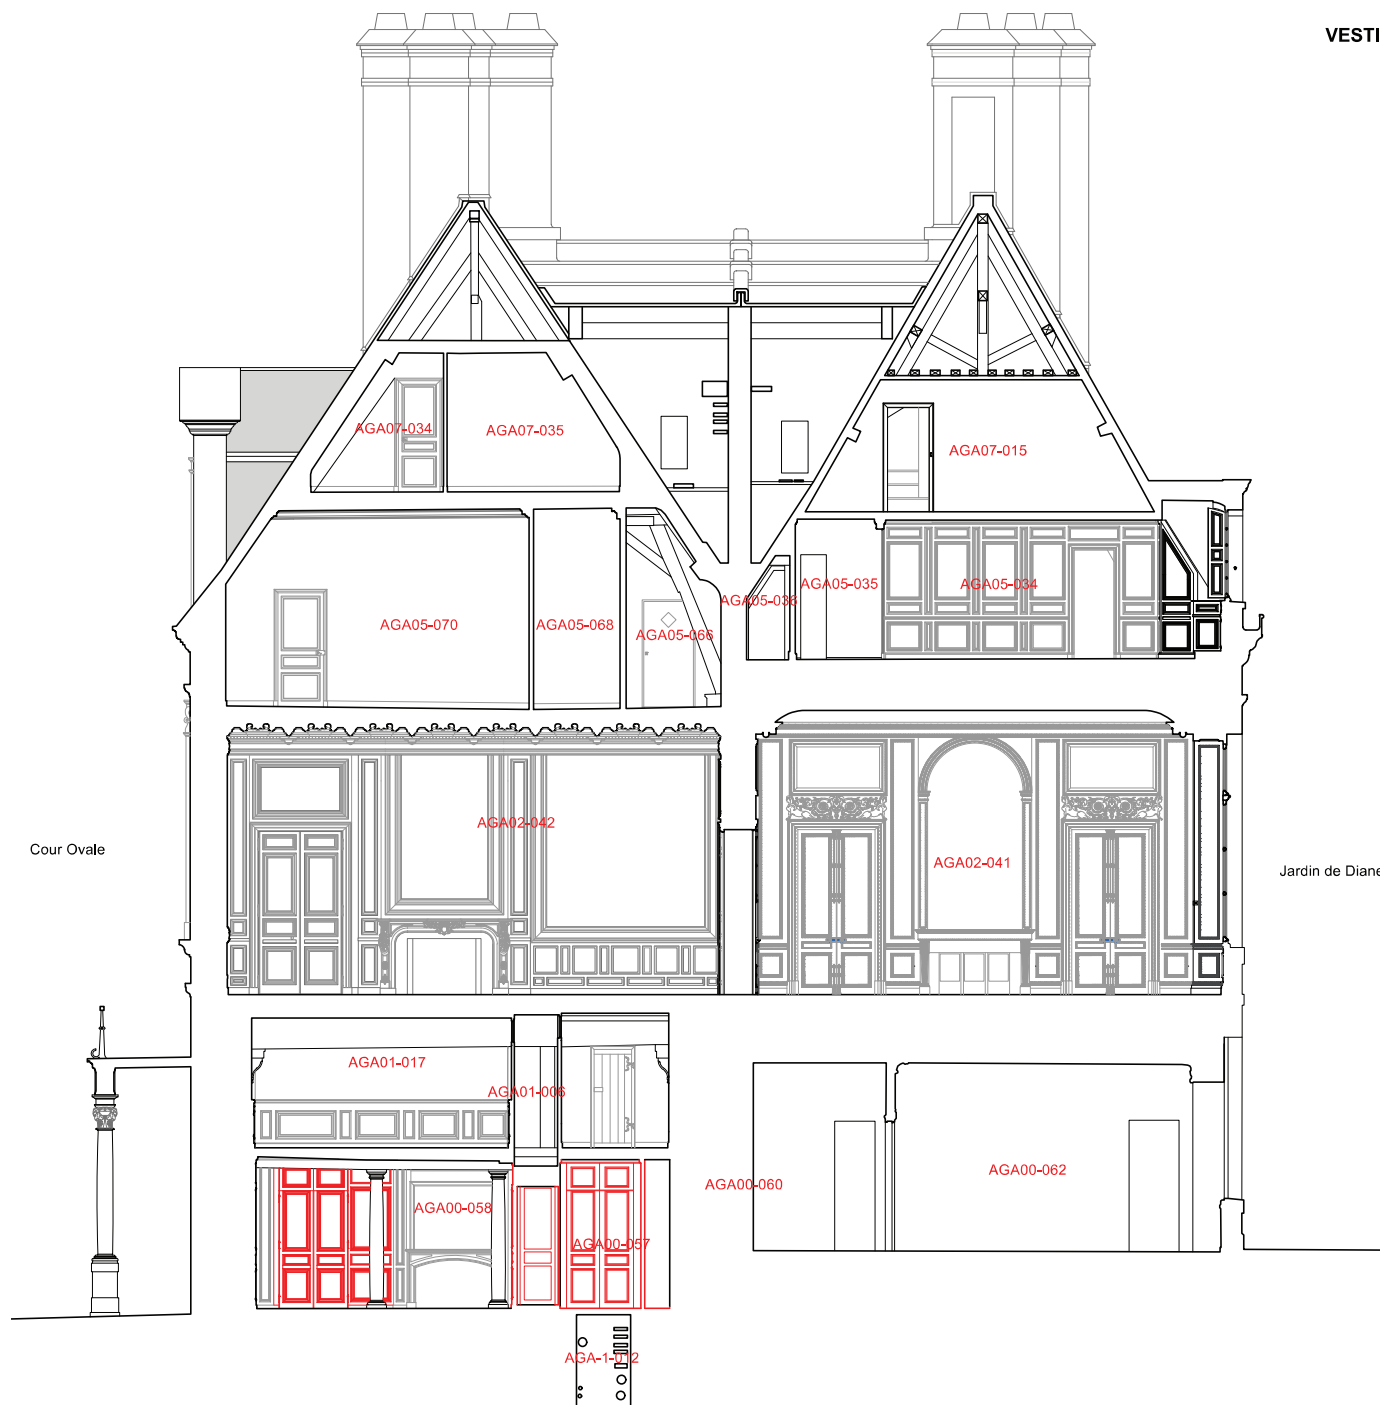 VESTI
AGA07-034
AGA07-035
AGA07-015
AGA05-070
AGA05-068
AGA05-066
AGA05-036
AGA05-035
AGA05-034
AGA02-042
AGA02-041
Cour Ovale
Jardin de Diane
AGA01-017
AGA01-006
AGA00-058
AGA00-057
AGA00-060
AGA00-062
AGA-1-012